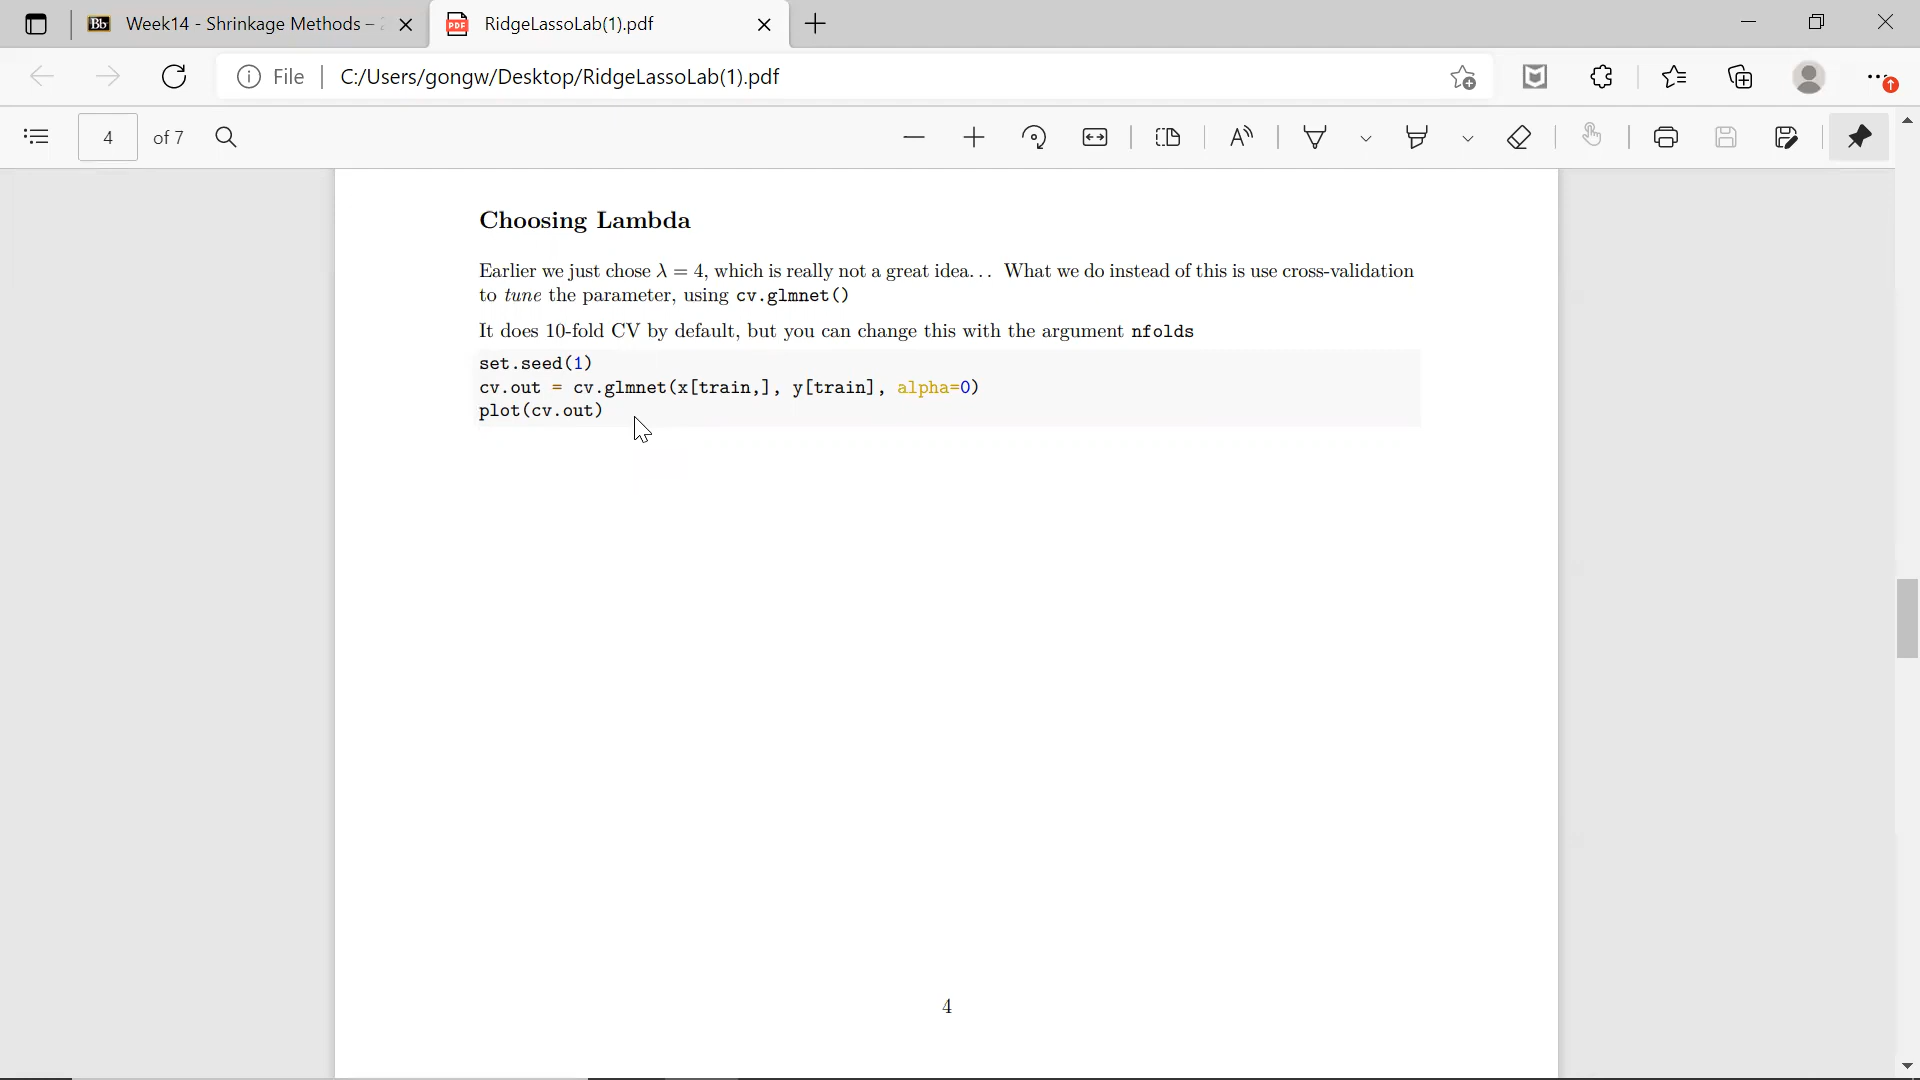 Bb Week14 - Shrinkage Methods –
PDF RidgeLassoLab(1).pdf
File C:/Users/gongw/Desktop/RidgeLassoLab(1).pdf
4 of 7
Choosing Lambda
Earlier we just chose λ = 4, which is really not a great idea... What we do instead of this is use cross-validation
to tune the parameter, using cv.glmnet()
It does 10-fold CV by default, but you can change this with the argument nfolds
set.seed(1)
cv.out = cv.glmnet(x[train,], y[train], alpha=0)
plot(cv.out)
4